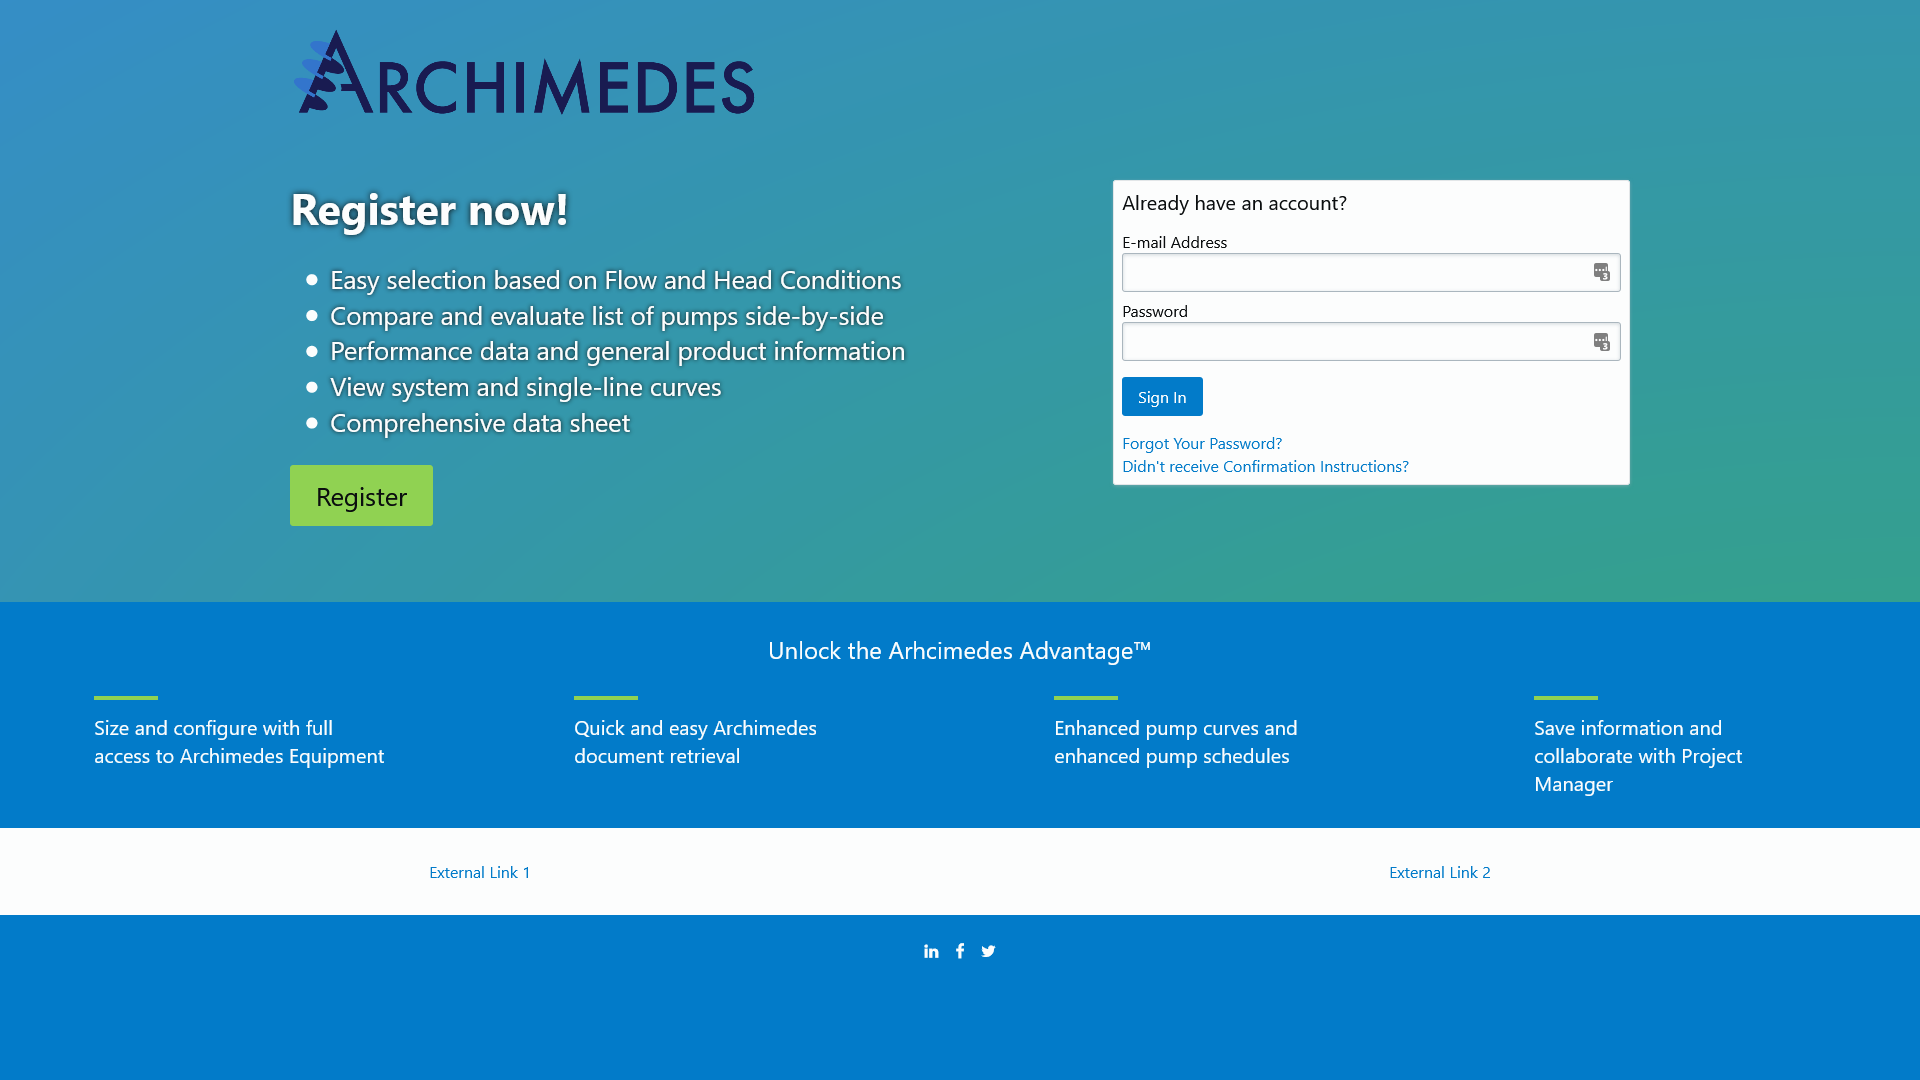 ARCHIMEDES
Register now!
Easy selection based on Flow and Head Conditions
Compare and evaluate list of pumps side-by-side
Performance data and general product information
View system and single-line curves
Comprehensive data sheet
Register
Already have an account?
E-mail Address
3
Password
3
Sign In
Forgot Your Password?
Didn't receive Confirmation Instructions?
Unlock the Arhcimedes Advantage™
Size and configure with full
access to Archimedes Equipment
Quick and easy Archimedes
document retrieval
Enhanced pump curves and
enhanced pump schedules
Save information and
collaborate with Project
Manager
External Link 1
External Link 2